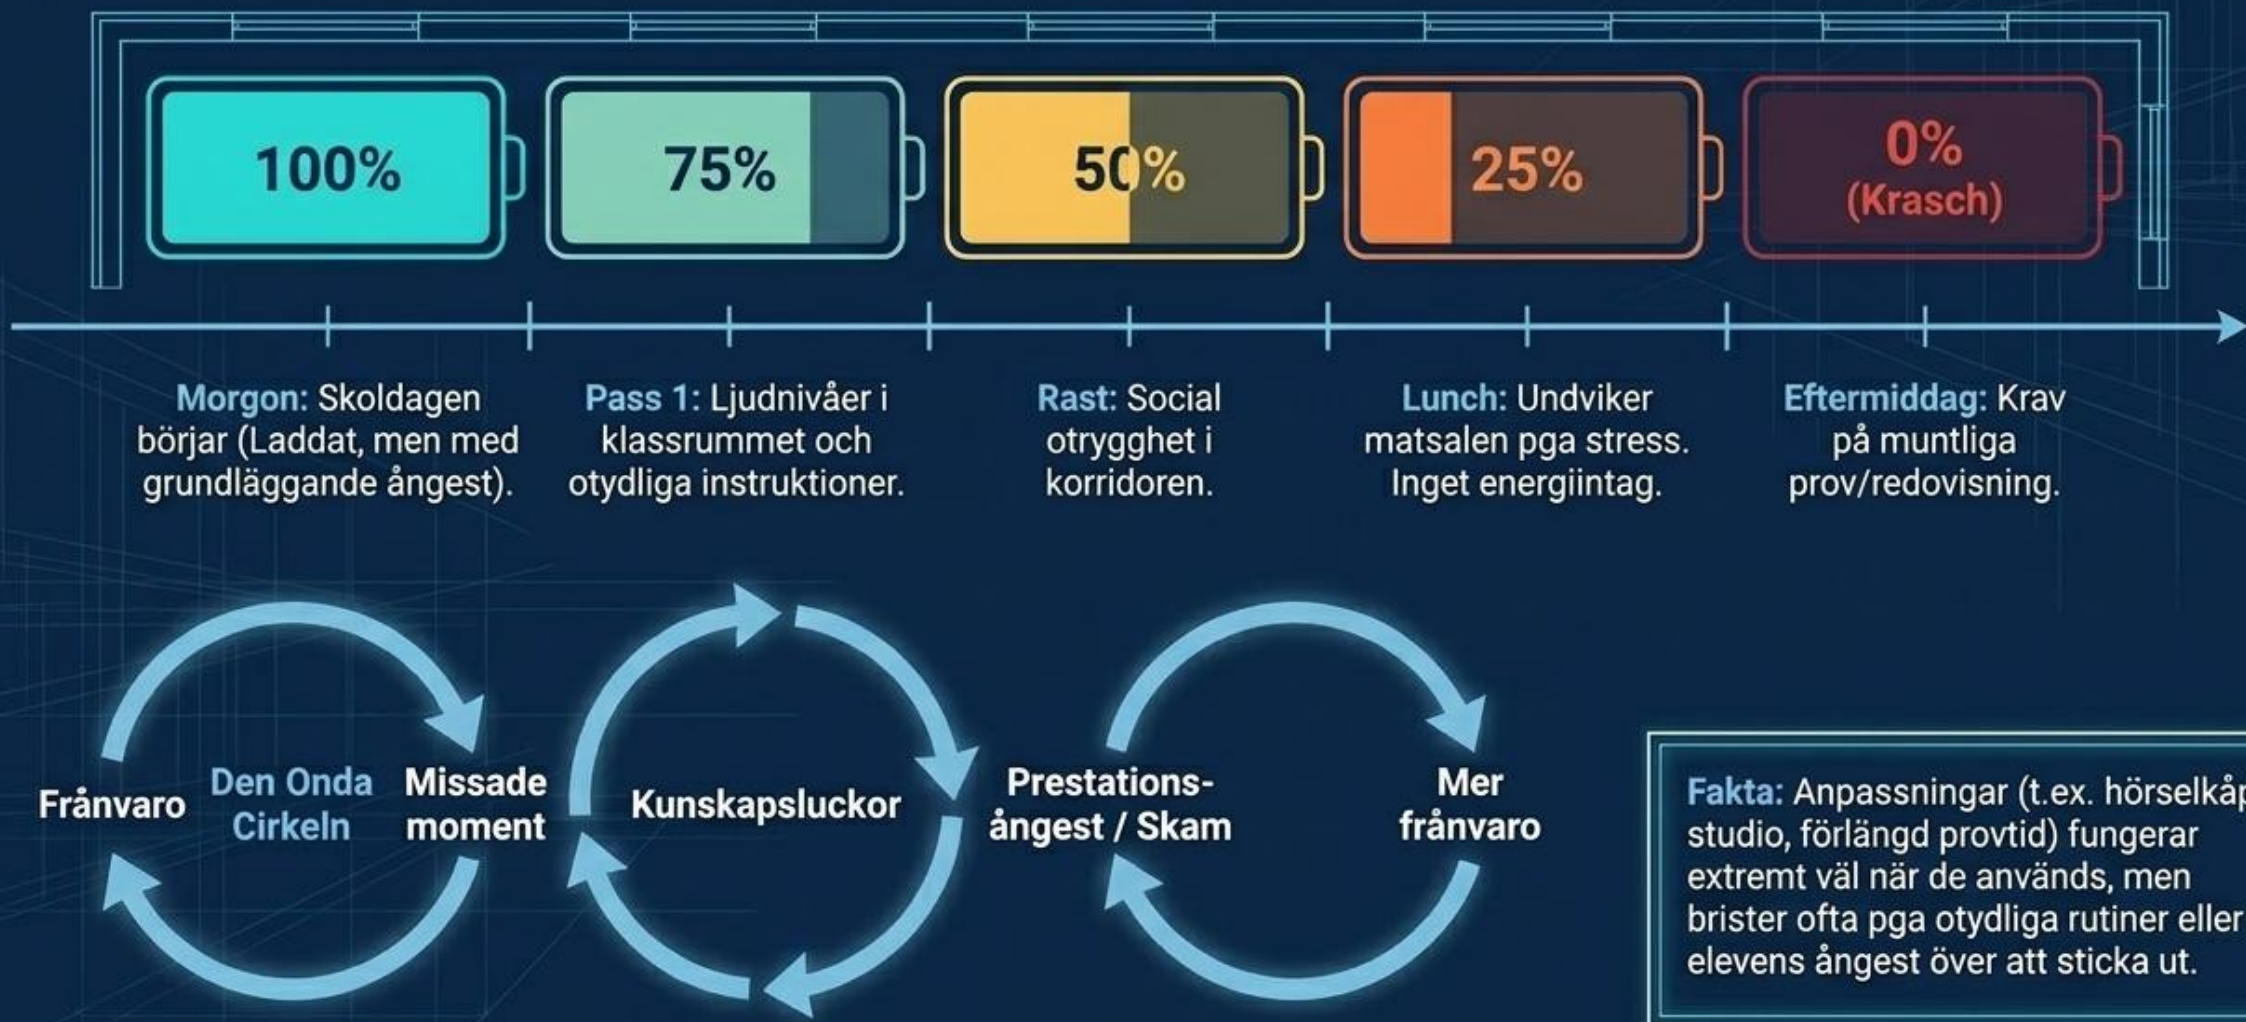 100%
75%
50%
25%
0%
(Krasch)
Morgon: Skoldagen
börjar (Laddat, men med
grundläggande ångest).
Pass 1: Ljudnivåer i
klassrummet och
otydliga instruktioner.
Rast: Social
otrygghet i
korridoren.
Lunch: Undviker
matsalen pga stress.
Inget energiintag.
Eftermiddag: Krav
på muntliga
prov/redovisning.
Frånvaro
Den Onda
Cirkeln
Missade
moment
Kunskapsluckor
Prestations-
ångest / Skam
Mer
frånvaro
Fakta: Anpassningar (t.ex.
studio, förlängd provtid) fungerar
extremt väl när de används, men
brister ofta pga otydliga rutiner eller
elevens ångest över att sticka ut.